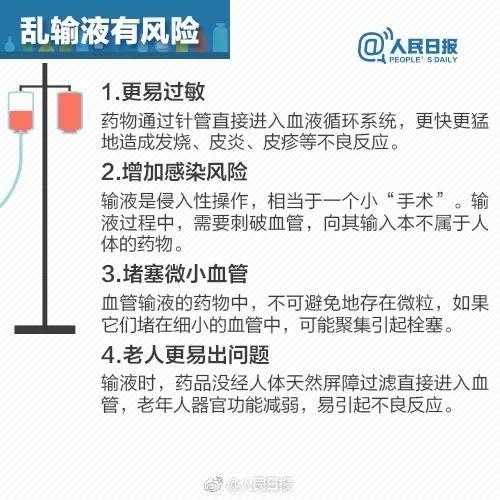 乱输液有风险
@人民日报
PEOPLE'S DAILY
1.更易过敏
药物通过针管直接进入血液循环系统，更快更猛
地造成发烧、皮炎、皮疹等不良反应。
2.增加感染风险
输液是侵入性操作，相当于一个小“手术”。输
液过程中，需要刺破血管，向其输入本不属于人
体的药物。
3.堵塞微小血管
血管输液的药物中，不可避免地存在微粒，如果
它们堵在细小的血管中，可能聚集引起栓塞。
4.老人更易出问题
输液时，药品没经人体天然屏障过滤直接进入血
管，老年人器官功能减弱，易引起不良反应。
@人民日报